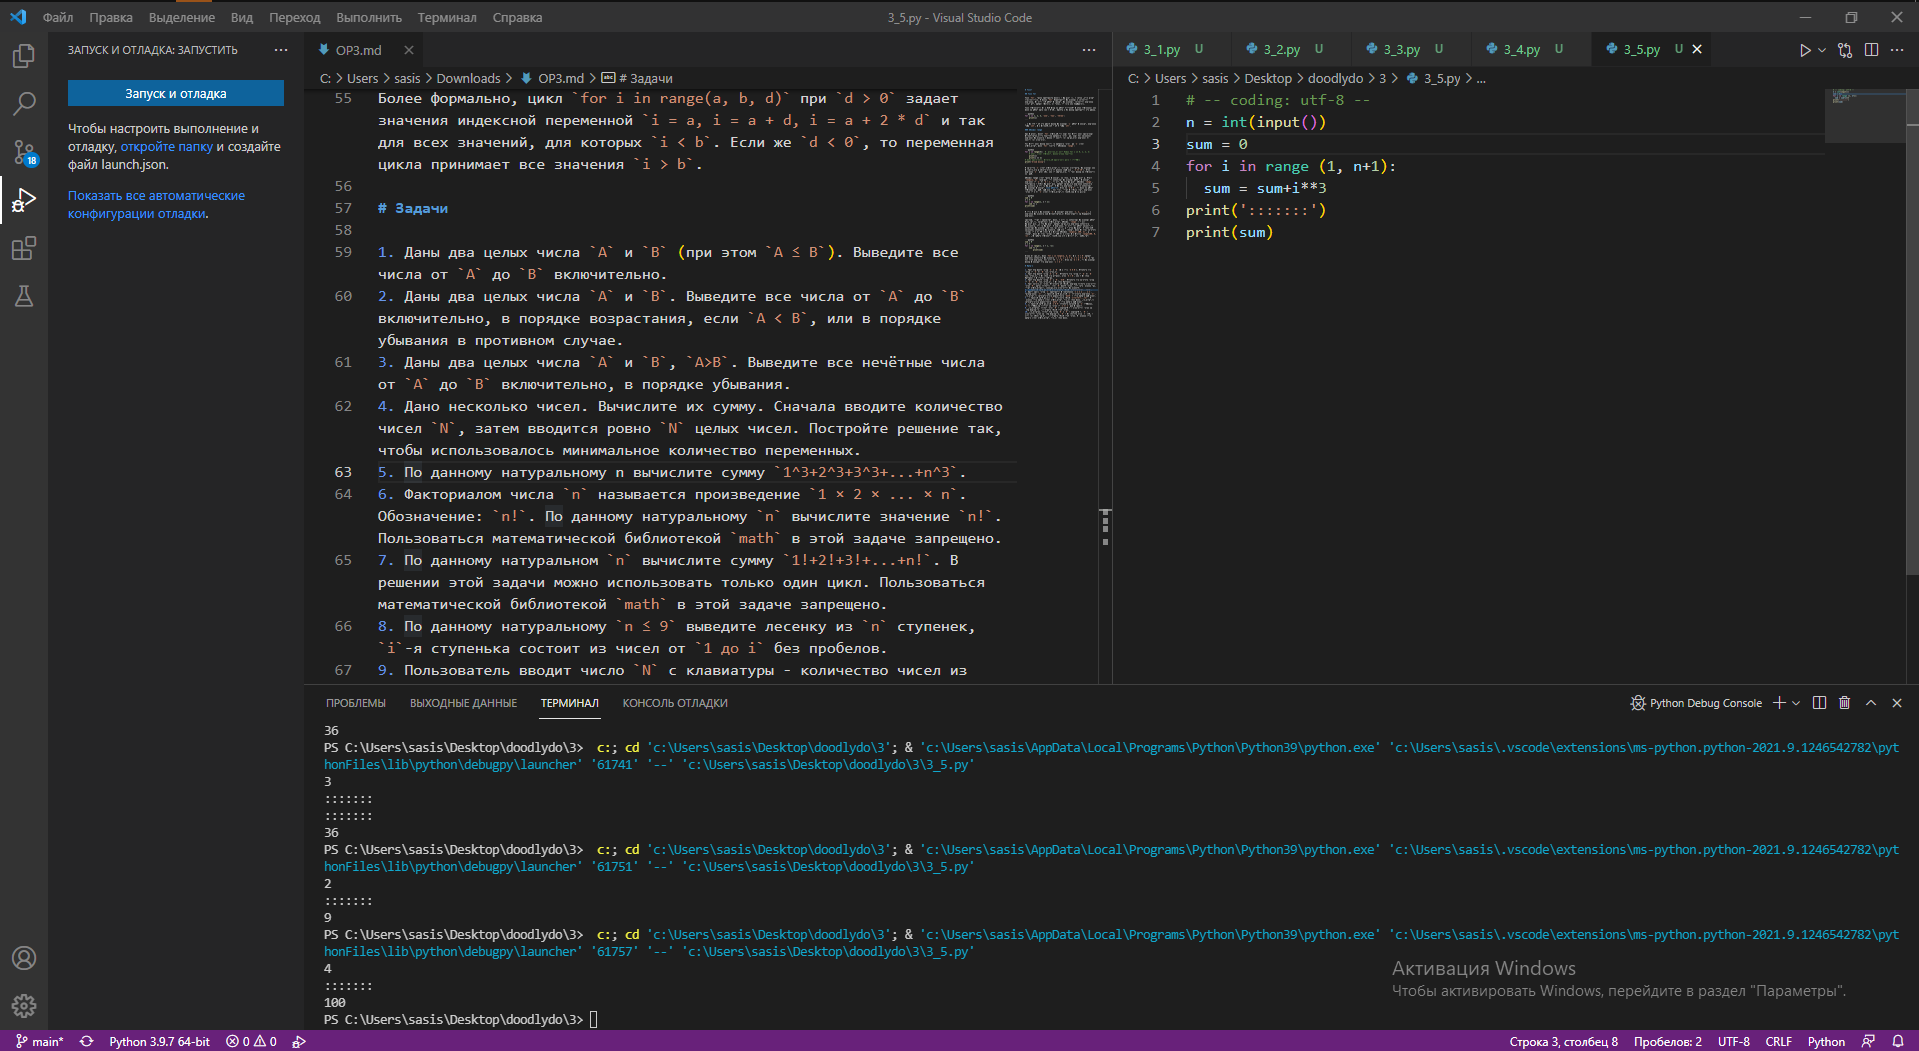 Файл Правка Выделение Вид Переход Выполнить Терминал Справка
3_5.py - Visual Studio Code
ЗАПУСК И ОТЛАДКА: ЗАПУСТИТЬ
Запуск и отладка
Чтобы настроить выполнение и
отладку, откройте папку и создайте
файл launch.json.
Показать все автоматические
конфигурации отладки.
18
OP3.md
C: > Users > sasis > Downloads > OP3.md > # Задачи
55 Более формально, цикл `for i in range(a, b, d)` при `d > 0` задает
значения индексной переменной `i = a, i = a + d, i = a + 2 * d` и так
для всех значений, для которых `i < b`. Если же `d < 0`, то переменная
цикла принимает все значения `i > b`.
56
57 # Задачи
58
59 1. Даны два целых числа `A` и `B` (при этом `A ≤ B`). Выведите все
числа от `A` до `B` включительно.
60 2. Даны два целых числа `A` и `B`. Выведите все числа от `A` до `B`
включительно, в порядке возрастания, если `A < B`, или в порядке
убывания в противном случае.
61 3. Даны два целых числа `A` и `B`, `A>B`. Выведите все нечётные числа
от `A` до `B` включительно, в порядке убывания.
62 4. Дано несколько чисел. Вычислите их сумму. Сначала вводите количество
чисел `N`, затем вводится ровно `N` целых чисел. Постройте решение так,
чтобы использовалось минимальное количество переменных.
63 5. По данному натуральному n вычислите сумму `1^3+2^3+3^3+...+n^3`.
64 6. Факториалом числа `n` называется произведение `1 × 2 × ... × n`.
Обозначение: `n!`. По данному натуральному `n` вычислите значение `n!`.
Пользоваться математической библиотекой `math` в этой задаче запрещено.
65 7. По данному натуральном `n` вычислите сумму `1!+2!+3!+...+n!`. В
решении этой задачи можно использовать только один цикл. Пользоваться
математической библиотекой `math` в этой задаче запрещено.
66 8. По данному натуральному `n ≤ 9` выведите лесенку из `n` ступенек,
`i`-я ступенька состоит из чисел от `1 до i` без пробелов.
67 9. Пользователь вводит число `N` с клавиатуры - количество чисел из
3_1.py U 3_2.py U 3_3.py U 3_4.py U 3_5.py U
C: > Users > sasis > Desktop > doodlydo > 3 > 3_5.py > ...
1 # -- coding: utf-8 --
2 n = int(input())
3 sum = 0
4 for i in range (1, n+1):
5 sum = sum+i**3
6 print(':::::::')
7 print(sum)
ПРОБЛЕМЫ ВЫХОДНЫЕ ДАННЫЕ ТЕРМИНАЛ КОНСОЛЬ ОТЛАДКИ
Python Debug Console
36
PS C:\Users\sasis\Desktop\doodlydo\3> c:; cd 'c:\Users\sasis\Desktop\doodlydo\3'; & 'c:\Users\sasis\AppData\Local\Programs\Python\Python39\python.exe' 'c:\Users\sasis\.vscode\extensions\ms-python.python-2021.9.1246542782\pyt
honFiles\lib\python\debugpy\launcher' '61741' '--' 'c:\Users\sasis\Desktop\doodlydo\3\3_5.py'
3
:::::::
:::::::
36
PS C:\Users\sasis\Desktop\doodlydo\3> c:; cd 'c:\Users\sasis\Desktop\doodlydo\3'; & 'c:\Users\sasis\AppData\Local\Programs\Python\Python39\python.exe' 'c:\Users\sasis\.vscode\extensions\ms-python.python-2021.9.1246542782\pyt
honFiles\lib\python\debugpy\launcher' '61751' '--' 'c:\Users\sasis\Desktop\doodlydo\3\3_5.py'
2
:::::::
9
PS C:\Users\sasis\Desktop\doodlydo\3> c:; cd 'c:\Users\sasis\Desktop\doodlydo\3'; & 'c:\Users\sasis\AppData\Local\Programs\Python\Python39\python.exe' 'c:\Users\sasis\.vscode\extensions\ms-python.python-2021.9.1246542782\pyt
honFiles\lib\python\debugpy\launcher' '61757' '--' 'c:\Users\sasis\Desktop\doodlydo\3\3_5.py'
4
:::::::
100
PS C:\Users\sasis\Desktop\doodlydo\3>
Активация Windows
Чтобы активировать Windows, перейдите в раздел "Параметры".
main* Python 3.9.7 64-bit 0 0
Строка 3, столбец 8 Пробелов: 2 UTF-8 CRLF Python